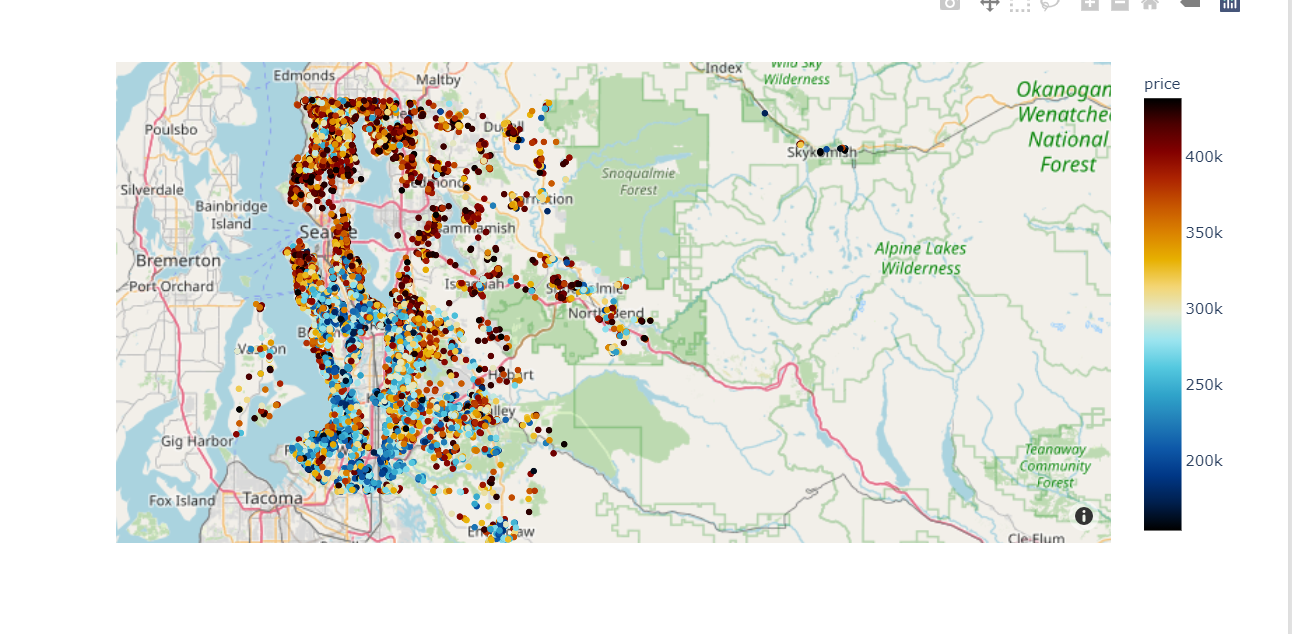 Edmonds
Maltby
Index
Wild Sky
Wilderness
price
Okanogan
Wenatchee
National
Forest
Poulsbo
Skykomish
400k
Snoqualmie
Forest
Silverdale
Bainbridge
Island
Seattle
350k
Alpine Lakes
Wilderness
Bremerton
Port Orchard
300k
North Bend
Vashon
Hobart
250k
Gig Harbor
Teanaway
Community
Forest
200k
Fox Island
Tacoma
Cle Elum